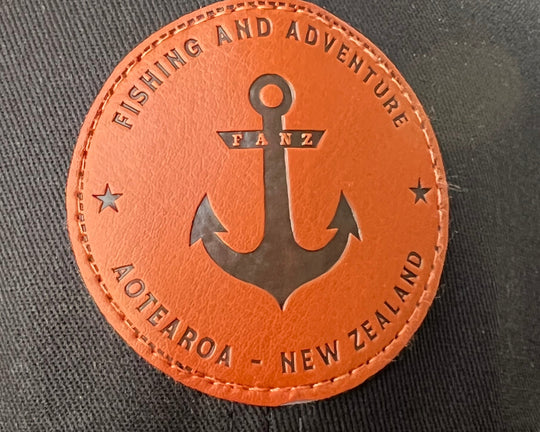 FISHING AND ADVENTURE
FANZ
AOTEAROA - NEW ZEALAND